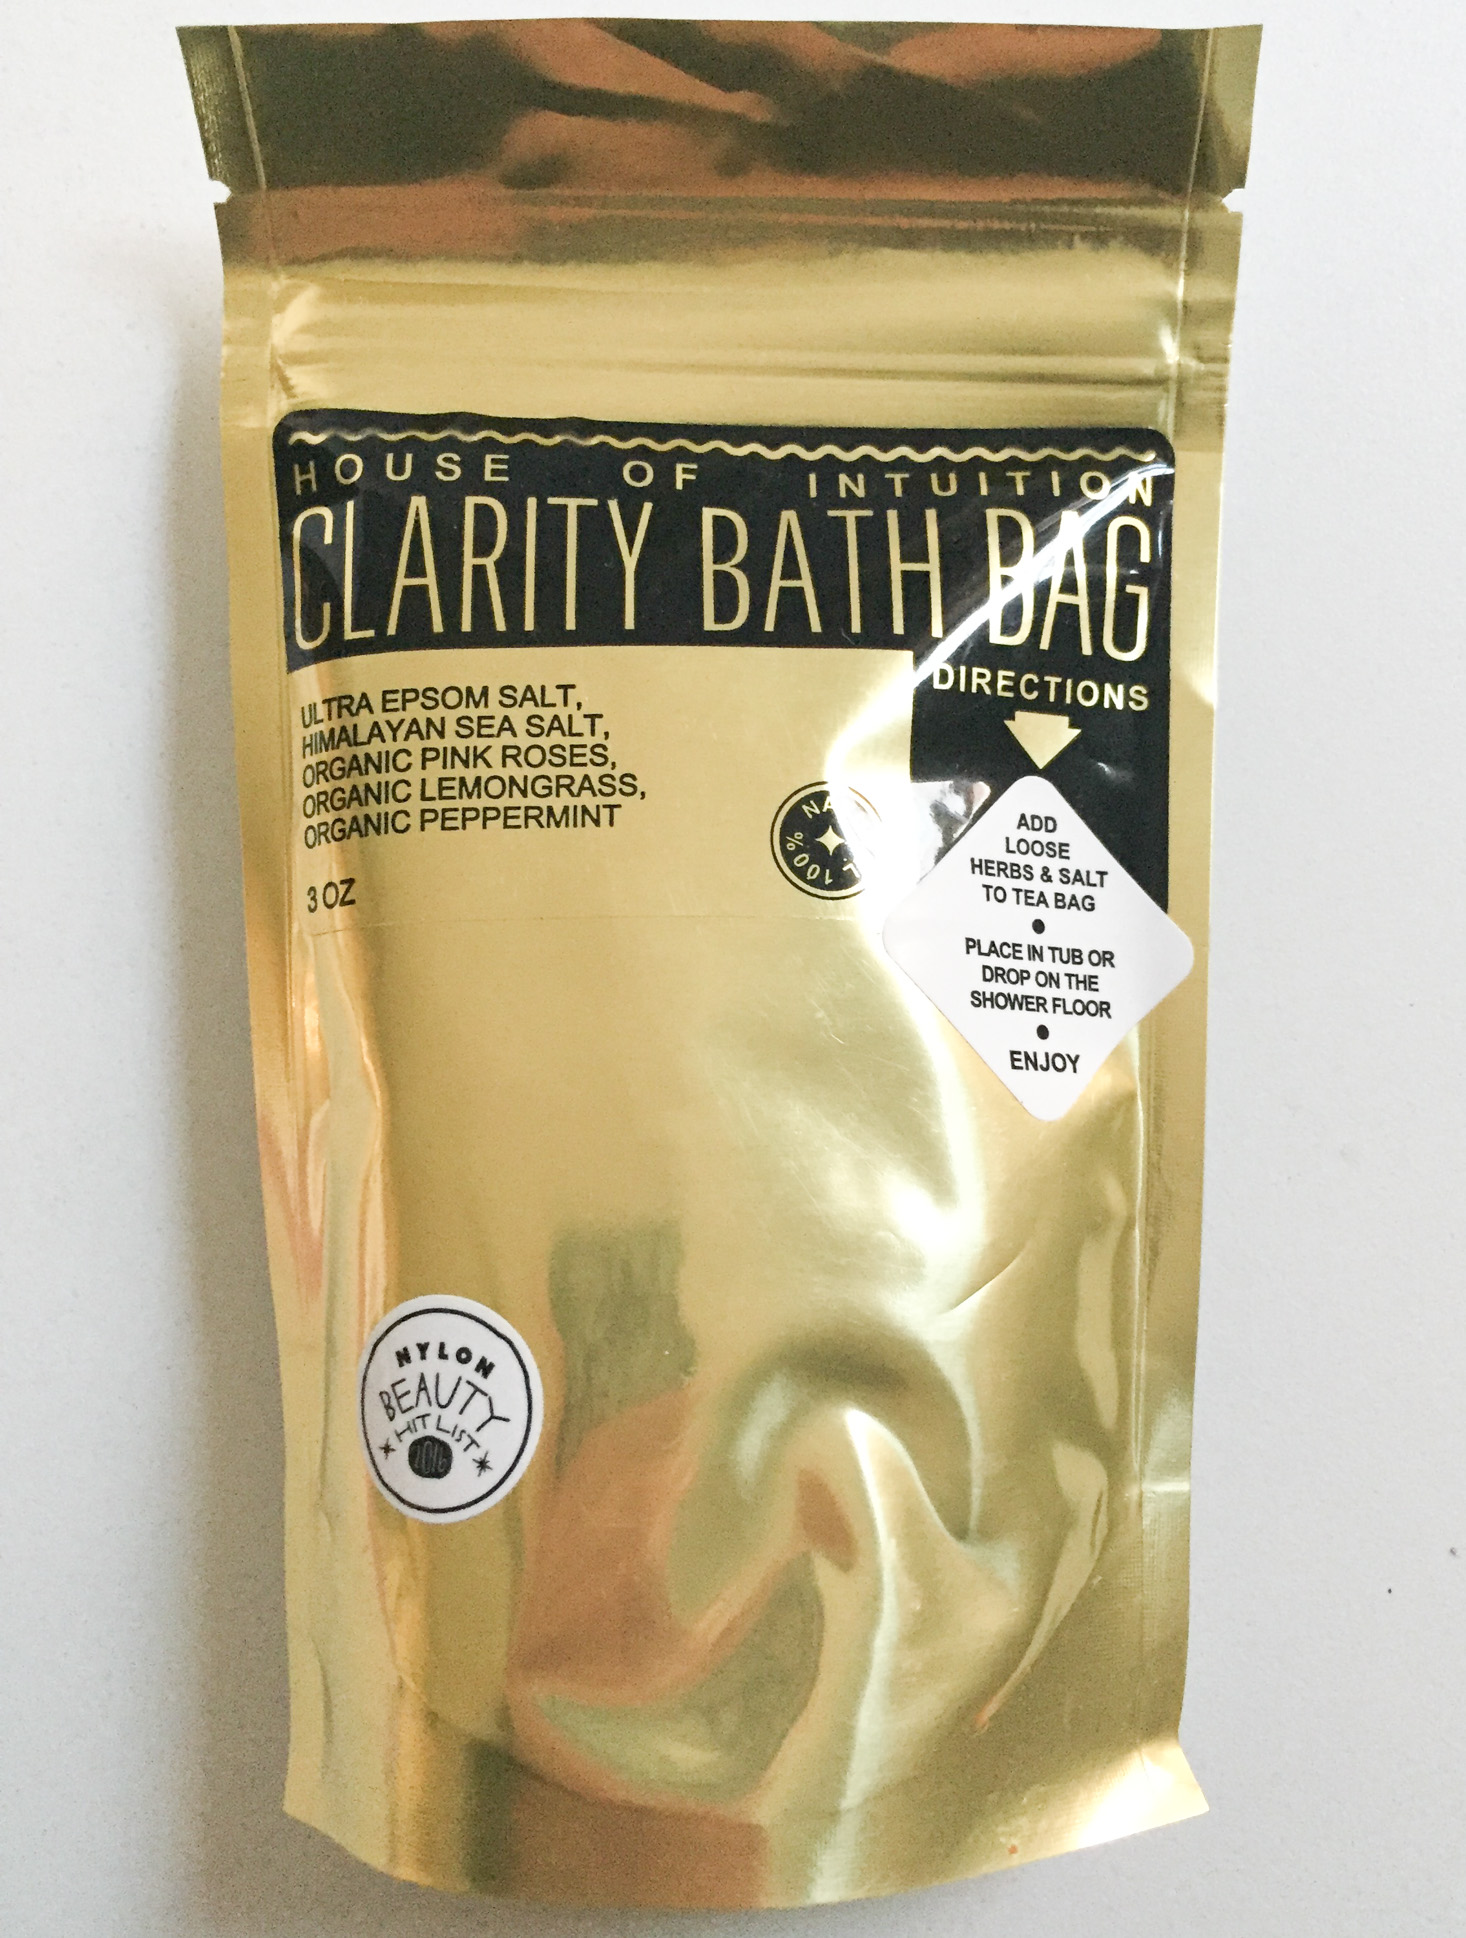 HOUSE OF INTUITION
CLARITY BATH BAG
ULTRA EPSOM SALT,
HIMALAYAN SEA SALT,
ORGANIC PINK ROSES,
ORGANIC LEMONGRASS,
ORGANIC PEPPERMINT
3 OZ
100%
DIRECTIONS
ADD
LOOSE
HERBS & SALT
TO TEA BAG
PLACE IN TUB OR
DROP ON THE
SHOWER FLOOR
ENJOY
NYLON
BEAUTY
HIT LIST
2016